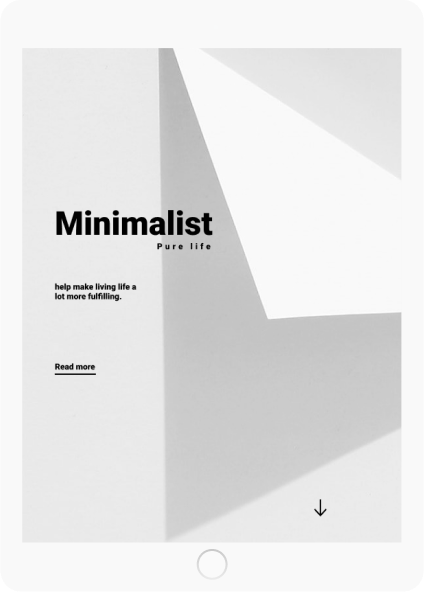 Minimalist
Pure life
help make living life a
lot more fulfilling.
Read more